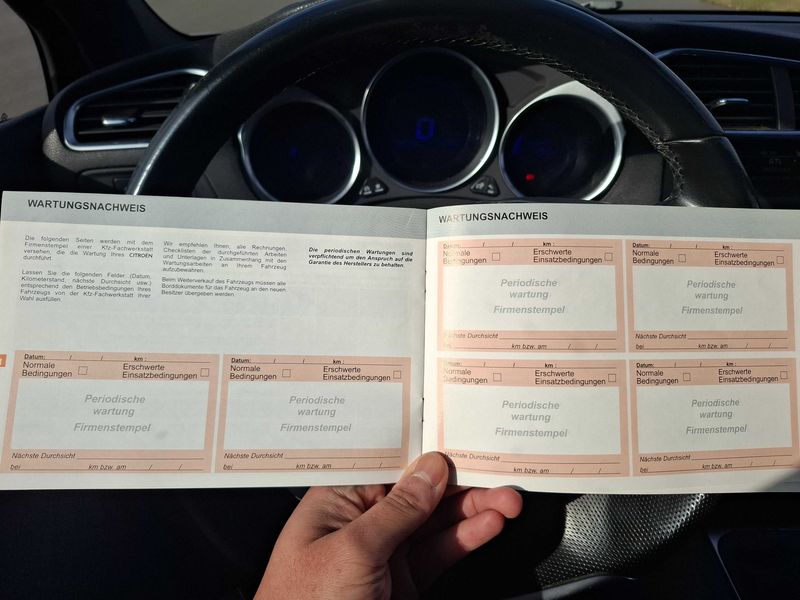 0
WARTUNGSNACHWEIS
Die folgenden Seiten werden mit dem
Firmenstempel einer Kfz-Fachwerkstatt
versehen, die die Wartung Ihres CITROËN
durchführt.
Lassen Sie die folgenden Felder (Datum,
Kilometerstand, nächste Durchsicht usw.)
entsprechend den Betriebsbedingungen Ihres
Fahrzeugs von der Kfz-Fachwerkstatt Ihrer
Wahl ausfüllen.
Wir empfehlen Ihnen, alle Rechnungen,
Checklisten der durchgeführten Arbeiten
und Unterlagen in Zusammenhang mit den
Wartungsarbeiten an Ihrem Fahrzeug
aufzubewahren.
Beim Weiterverkauf des Fahrzeugs müssen alle
Borddokumente für das Fahrzeug an den neuen
Besitzer übergeben werden.
Die periodischen Wartungen sind
verpflichtend um den Anspruch auf die
Garantie des Herstellers zu behalten.
Datum: / / km :
Normale
Bedingungen
Erschwerte
Einsatzbedingungen
Periodische
wartung
Firmenstempel
Nächste Durchsicht
bei km bzw. am / /
Datum: / / km :
Normale
Bedingungen
Erschwerte
Einsatzbedingungen
Periodische
wartung
Firmenstempel
Nächste Durchsicht
bei km bzw. am / /
WARTUNGSNACHWEIS
Datum: / / km :
Normale
Bedingungen
Erschwerte
Einsatzbedingungen
Periodische
wartung
Firmenstempel
Nächste Durchsicht
bei km bzw. am / /
Datum: / / km :
Normale
Bedingungen
Erschwerte
Einsatzbedingungen
Periodische
wartung
Firmenstempel
Nächste Durchsicht
bei km bzw. am / /
Datum: / / km :
Normale
Bedingungen
Erschwerte
Einsatzbedingungen
Periodische
wartung
Firmenstempel
Nächste Durchsicht
bei km bzw. am / /
Datum: / / km :
Normale
Bedingungen
Erschwerte
Einsatzbedingungen
Periodische
wartung
Firmenstempel
Nächste Durchsicht
bei km bzw. am / /